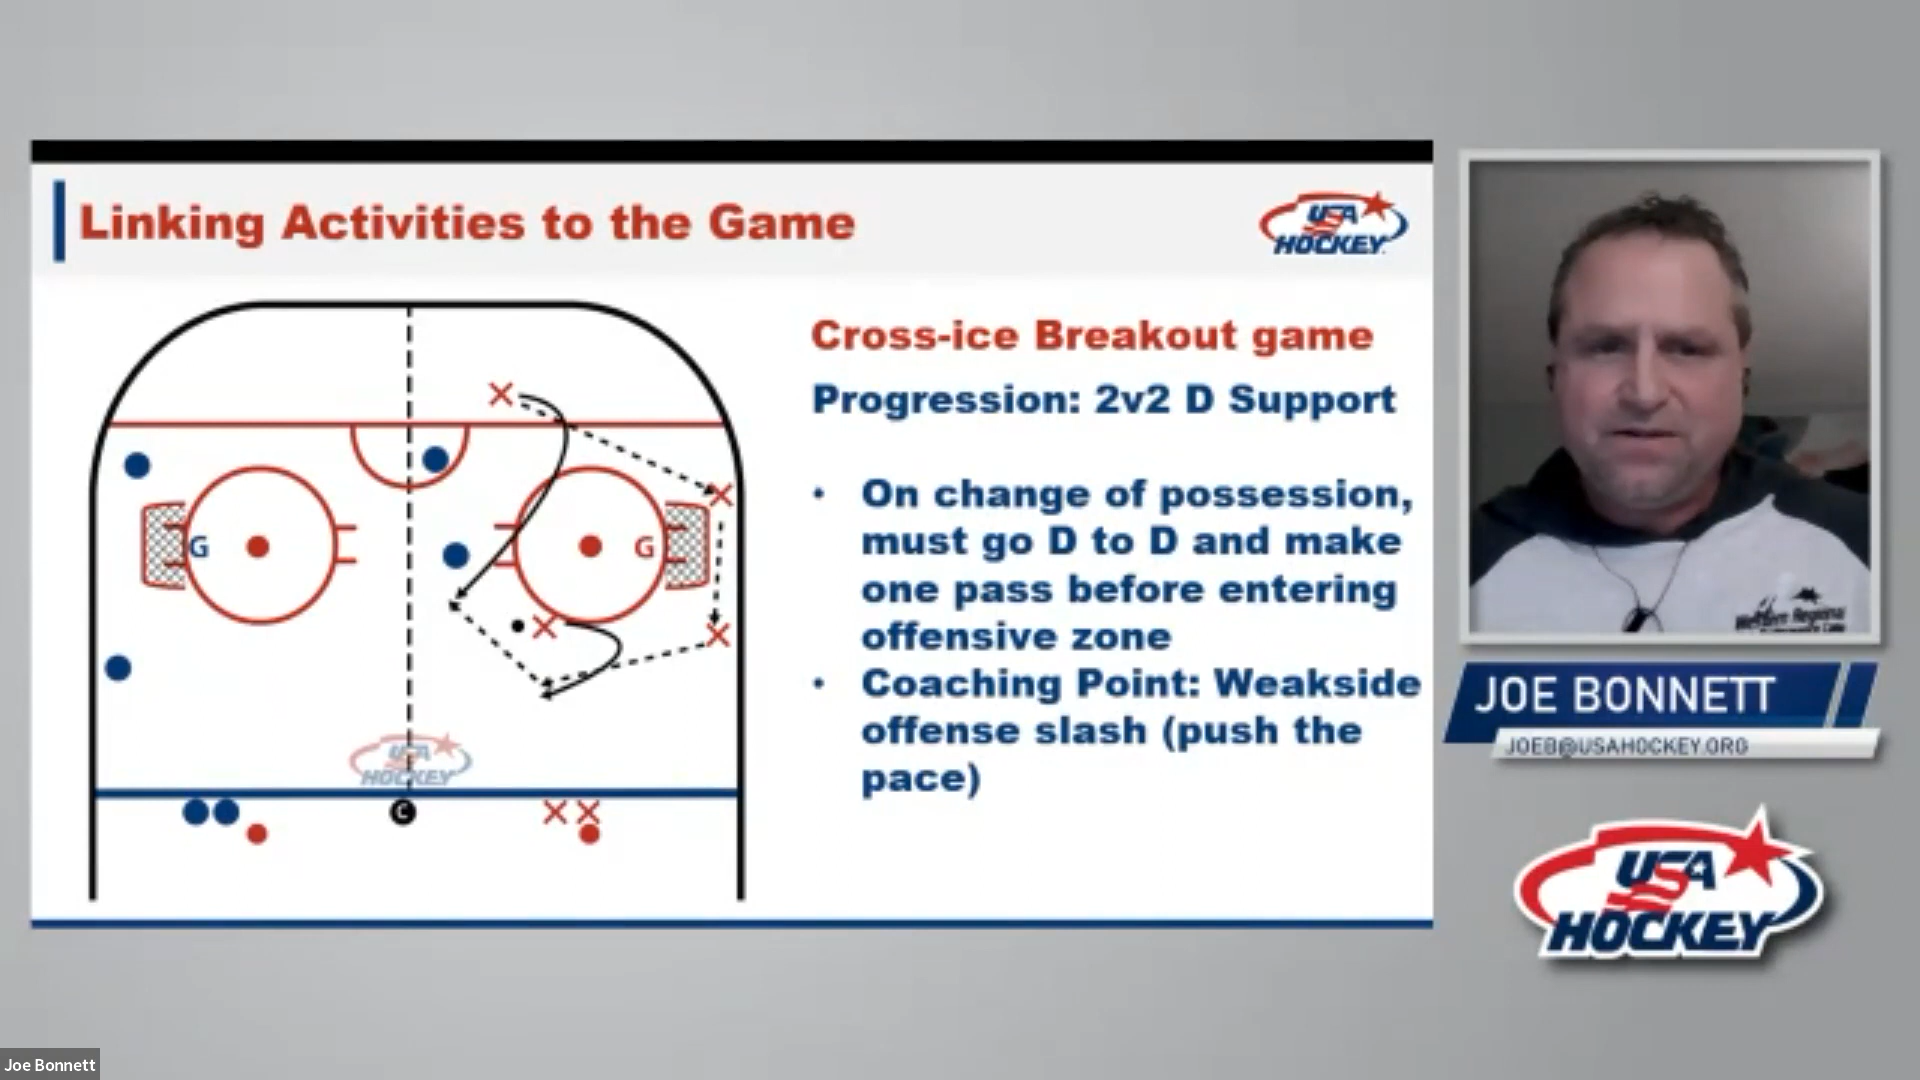 Linking Activities to the Game
USA
HOCKEY
Cross-ice Breakout game
Progression: 2v2 D Support
• On change of possession,
must go D to D and make
one pass before entering
offensive zone
• Coaching Point: Weakside
offense slash (push the
pace)
X
X
G
G
X
X
USA
HOCKEY
C
X X
Western Regional
JOE BONNETT
JOEB@USAHOCKEY.ORG
USA
HOCKEY
Joe Bonnett